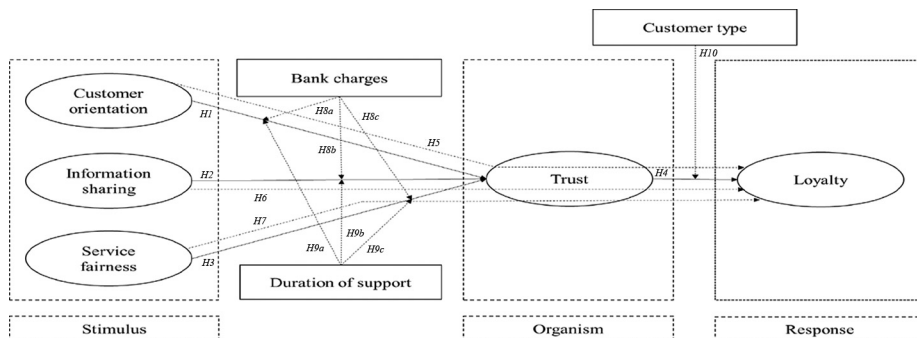 Customer type
H10
Customer
orientation
Bank charges
H1
H8a
H8c
H5
H8b
Information
sharing
H2
Trust
H4
Loyalty
H6
H7
Service
fairness
H3
H9a
H9b
H9c
Duration of support
Stimulus
Organism
Response